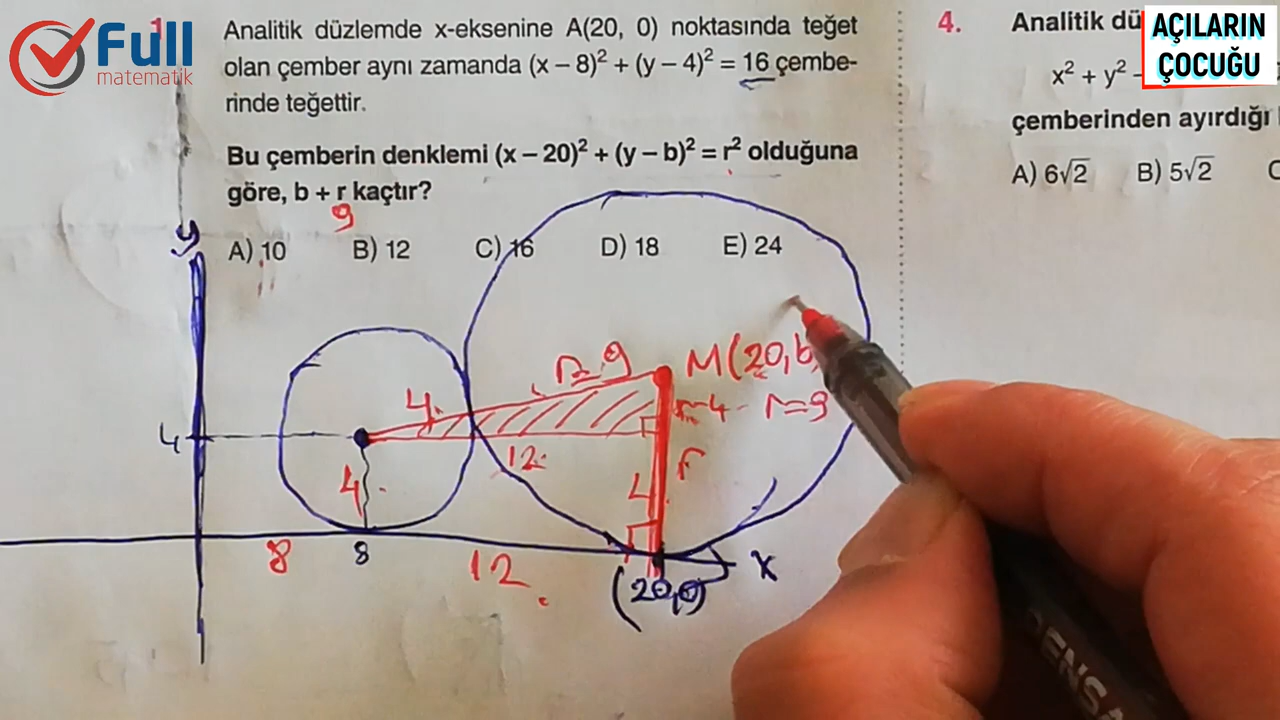 Full
matematik
1.
Analitik düzlemde x-eksenine A(20, 0) noktasında teğet
olan çember aynı zamanda (x – 8)² + (y – 4)² = 16 çembe-
rinde teğettir.
Bu çemberin denklemi (x – 20)² + (y – b)² = r² olduğuna
göre, b + r kaçtır?
9
A) 10 B) 12 C) 16 D) 18 E) 24
y
4
4
4
8
8
12
12
r=9
M(20,b
r-4
r=9
r
4
(20,0)
x
4.
Analitik dü
AÇILARIN
ÇOCUĞU
x² + y² –
çemberinden ayırdığı
A) 6√2 B) 5√2
ENSA